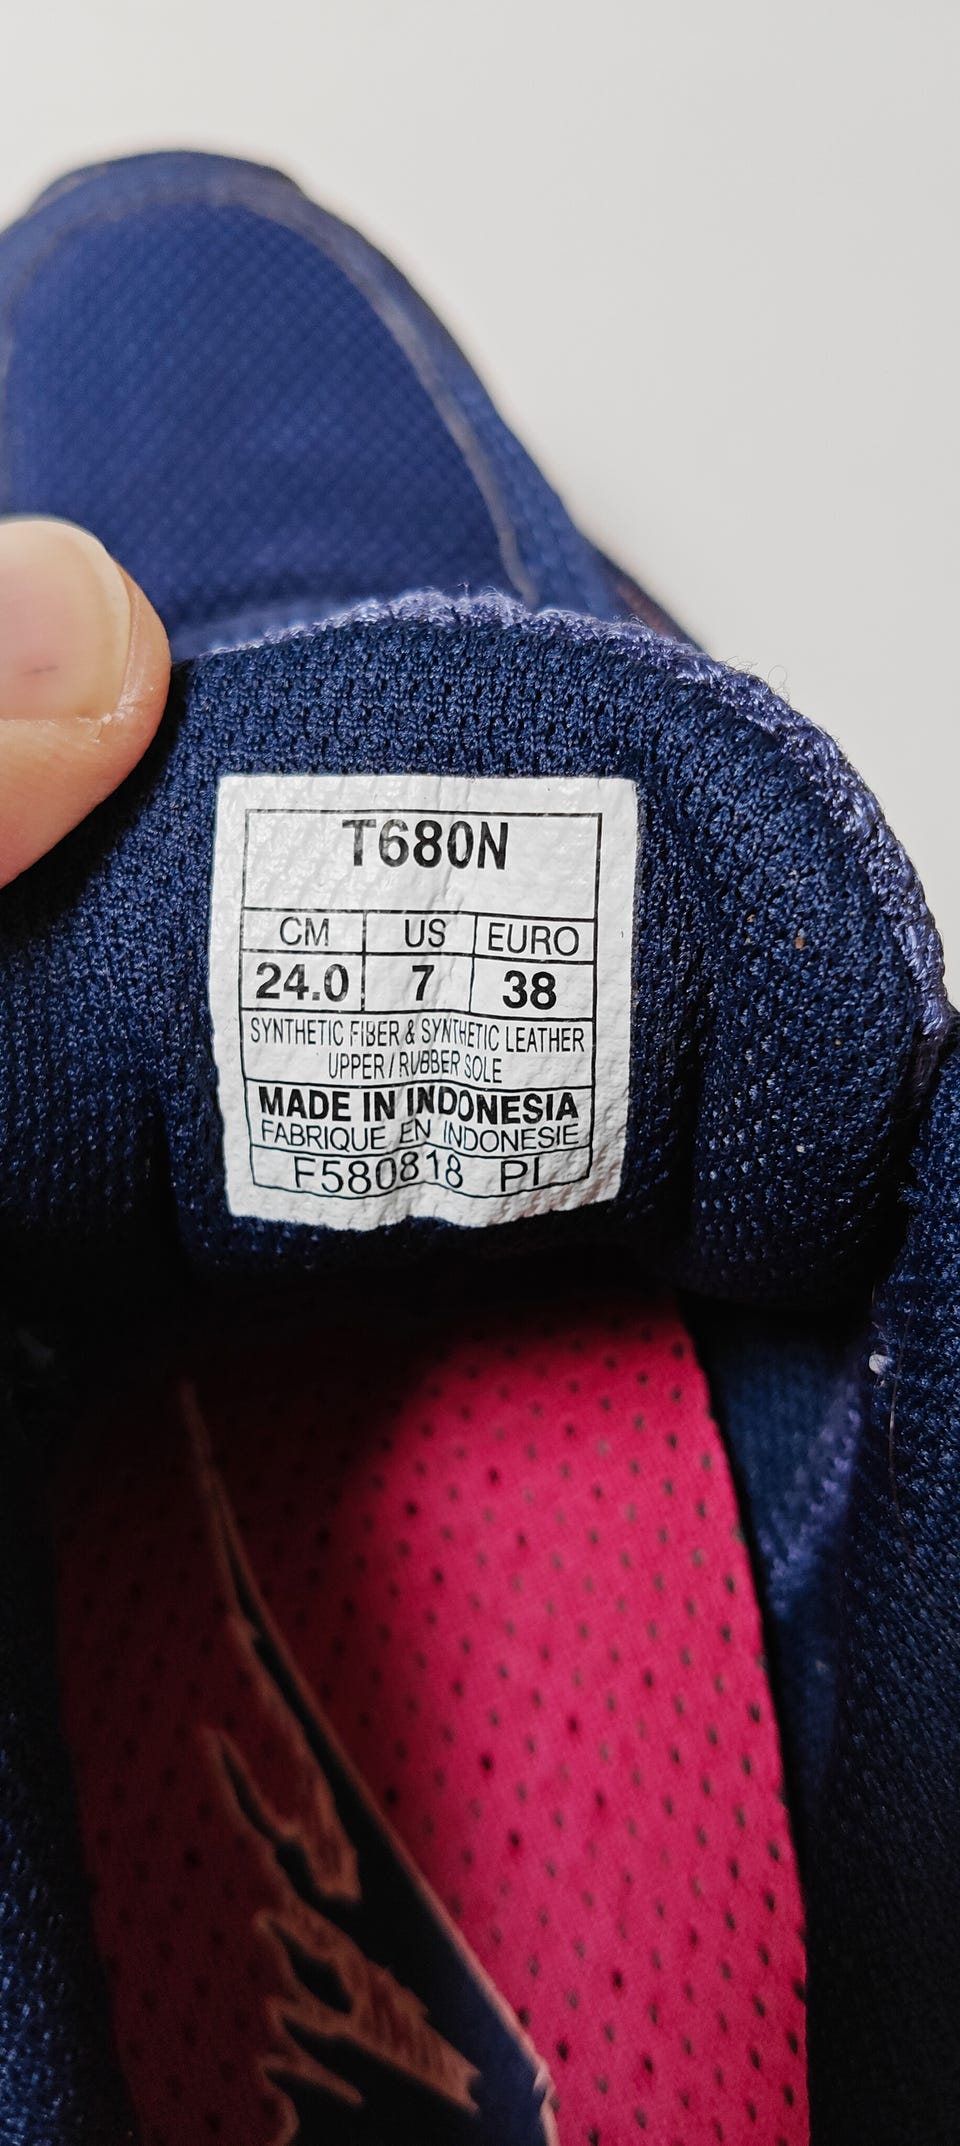 T680N
CM US EURO
24.0 7 38
SYNTHETIC FIBER & SYNTHETIC LEATHER
UPPER / RUBBER SOLE
MADE IN INDONESIA
FABRIQUE EN INDONESIE
F580818 PI